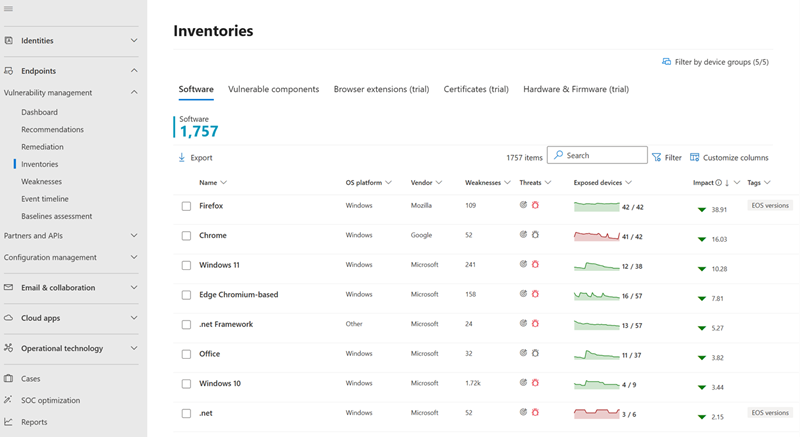 Identities
Endpoints
Vulnerability management
Dashboard
Recommendations
Remediation
Inventories
Weaknesses
Event timeline
Baselines assessment
Partners and APIs
Configuration management
Email & collaboration
Cloud apps
Operational technology
Cases
SOC optimization
Reports
Inventories
Filter by device groups (5/5)
Software Vulnerable components Browser extensions (trial) Certificates (trial) Hardware & Firmware (trial)
Software
1,757
Export 1757 items Search Filter Customize columns
Name OS platform Vendor Weaknesses Threats Exposed devices Impact Tags
Firefox Windows Mozilla 109 42 / 42 38.91 EOS versions
Chrome Windows Google 52 41 / 42 16.03
Windows 11 Windows Microsoft 241 12 / 38 10.28
Edge Chromium-based Windows Microsoft 158 16 / 57 7.81
.net Framework Other Microsoft 24 13 / 57 5.27
Office Windows Microsoft 32 11 / 37 3.82
Windows 10 Windows Microsoft 1.72k 4 / 9 3.44
.net Windows Microsoft 52 3 / 6 2.15 EOS versions